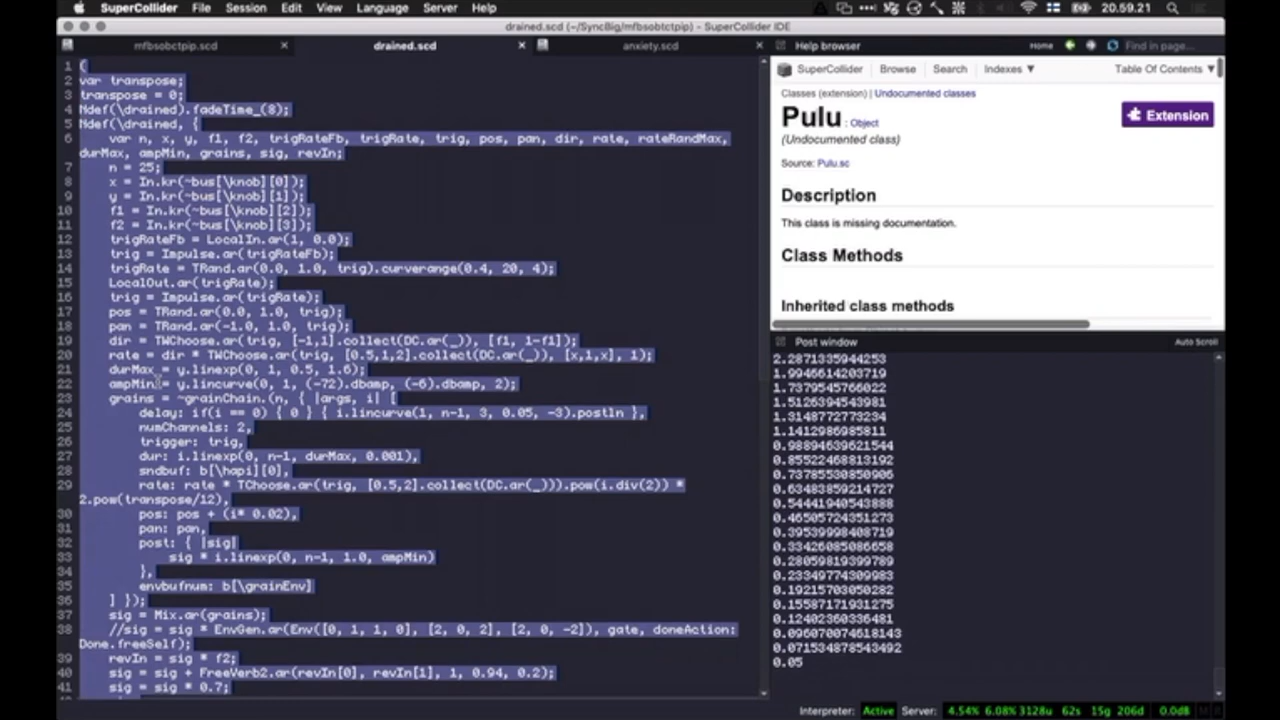 SuperCollider File Session Edit View Language Server Help
20.59.21
drained.scd (~/SyncBig/mfbsobtctpip) - SuperCollider IDE
mfbsobctpip.scd
drained.scd
anxiety.scd
1 (
2 var transpose;
3 transpose = 0;
4 Ndef(\drained).fadeTime_(8);
5 Ndef(\drained, {
6 var n, x, y, f1, f2, trigRateFb, trigRate, trig, pos, pan, dir, rate, rateRandMax,
durMax, ampMin, grains, sig, revIn;
7 n = 25;
8 x = In.kr(~bus[\knob][0]);
9 y = In.kr(~bus[\knob][1]);
10 f1 = In.kr(~bus[\knob][2]);
11 f2 = In.kr(~bus[\knob][3]);
12 trigRateFb = LocalIn.ar(1, 0.0);
13 trig = Impulse.ar(trigRateFb);
14 trigRate = TRand.ar(0.0, 1.0, trig).curverange(0.4, 20, 4);
15 LocalOut.ar(trigRate);
16 trig = Impulse.ar(trigRate);
17 pos = TRand.ar(0.0, 1.0, trig);
18 pan = TRand.ar(-1.0, 1.0, trig);
19 dir = TWChoose.ar(trig, [-1,1].collect(DC.ar(_)), [f1, 1-f1]);
20 rate = dir * TWChoose.ar(trig, [0.5,1,2].collect(DC.ar(_)), [x,1,x], 1);
21 durMax = y.linexp(0, 1, 0.5, 1.6);
22 ampMin = y.lincurve(0, 1, (-72).dbamp, (-6).dbamp, 2);
23 grains = ~grainChain.(n, { |args, i| [
24 delay: if(i == 0) { 0 } { i.lincurve(1, n-1, 3, 0.05, -3).postln },
25 numChannels: 2,
26 trigger: trig,
27 dur: i.linexp(0, n-1, durMax, 0.001),
28 sndbuf: b[\hapi][0],
29 rate: rate * TChoose.ar(trig, [0.5,2].collect(DC.ar(_))).pow(i.div(2)) *
2.pow(transpose/12),
30 pos: pos + (i* 0.02),
31 pan: pan,
32 post: { |sig|
33 sig * i.linexp(0, n-1, 1.0, ampMin)
34 },
35 envbufnum: b[\grainEnv]
36 ] });
37 sig = Mix.ar(grains);
38 //sig = sig * EnvGen.ar(Env([0, 1, 1, 0], [2, 0, 2], [2, 0, -2]), gate, doneAction:
Done.freeSelf);
39 revIn = sig * f2;
40 sig = sig + FreeVerb2.ar(revIn[0], revIn[1], 1, 0.94, 0.2);
41 sig = sig * 0.7;
Help browser Home Find in page...
SuperCollider Browse Search Indexes ▼ Table Of Contents ▼
Classes (extension) | Undocumented classes
Pulu : Object
Extension
(Undocumented class)
Source: Pulu.sc
Description
This class is missing documentation.
Class Methods
Inherited class methods
Post window Auto Scroll
2.2871335944253
1.9946614203719
1.7379545766022
1.5126394543981
1.3148772773234
1.1412986985811
0.98894639621544
0.85522468813192
0.73785530850906
0.63483859214727
0.54441940543888
0.46505724351273
0.39539998408719
0.33426085086658
0.28059819399789
0.23349774309983
0.19215703050282
0.15587171931275
0.12402360336481
0.096070074618143
0.071534878543492
0.05
Interpreter: Active Server: 4.54% 6.08% 3128u 62s 15g 206d 0.0dB M R